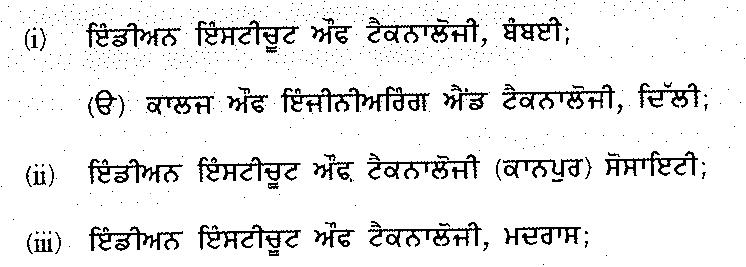 (i) ਇੰਡੀਅਨ ਇੰਸਟੀਚੂਟ ਔਫ ਟੈਕਨਾਲੋਜੀ, ਬੰਬਈ;
(ੳ) ਕਾਲਜ ਔਫ ਇੰਜੀਨੀਅਰਿੰਗ ਐਂਡ ਟੈਕਨਾਲੋਜੀ, ਦਿੱਲੀ;
(ii) ਇੰਡੀਅਨ ਇੰਸਟੀਚੂਟ ਔਫ ਟੈਕਨਾਲੋਜੀ (ਕਾਨਪੁਰ) ਸੋਸਾਇਟੀ;
(iii) ਇੰਡੀਅਨ ਇੰਸਟੀਚੂਟ ਔਫ ਟੈਕਨਾਲੋਜੀ, ਮਦਰਾਸ;